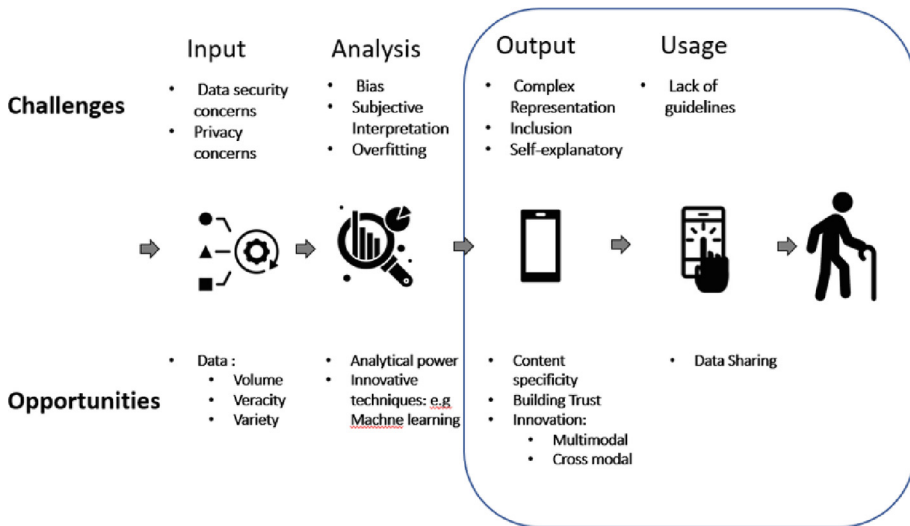 Input
Analysis
Output
Usage
Challenges
• Data security
concerns
• Privacy
concerns
• Bias
• Subjective
Interpretation
• Overfitting
• Complex
Representation
• Inclusion
• Self-explanatory
• Lack of
guidelines
Opportunities
• Data :
• Volume
• Veracity
• Variety
• Analytical power
• Innovative
techniques: e.g
Machne learning
• Content
specificity
• Building Trust
• Innovation:
• Multimodal
• Cross modal
• Data Sharing